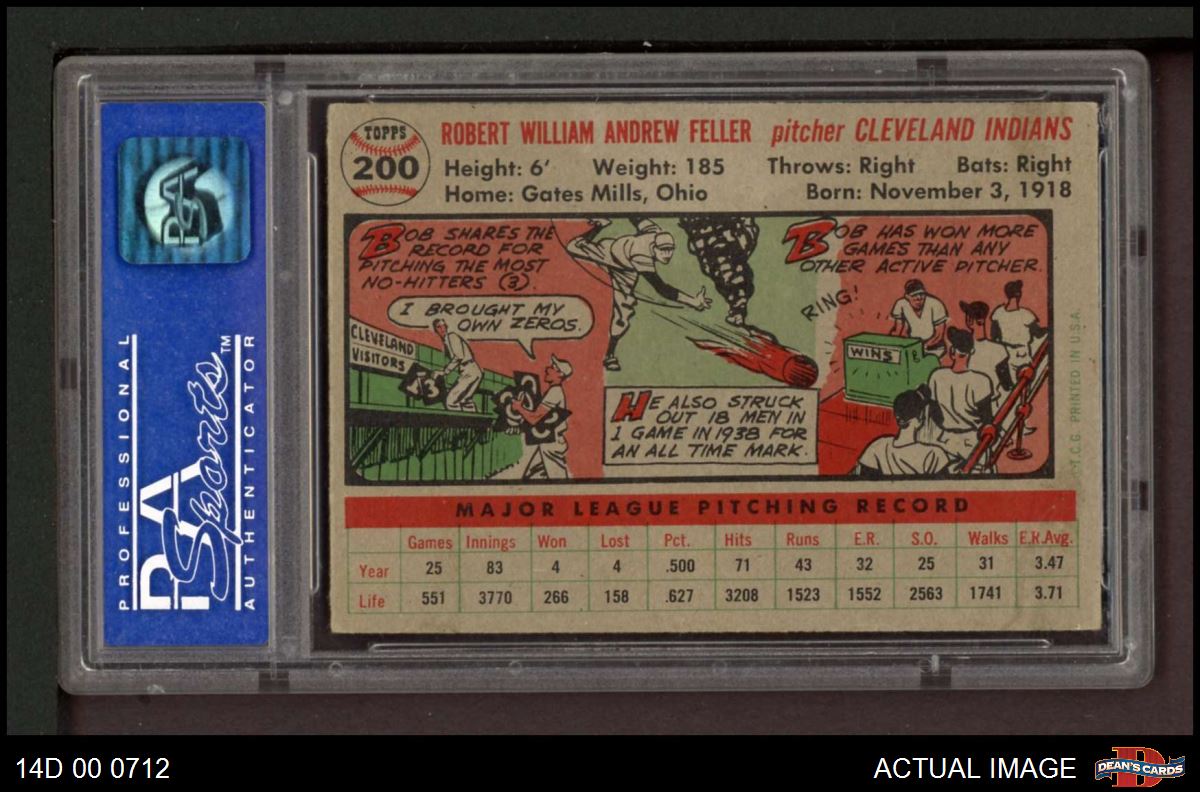 TOPPS
200
ROBERT WILLIAM ANDREW FELLER pitcher CLEVELAND INDIANS
Height: 6' Weight: 185 Throws: Right Bats: Right
Home: Gates Mills, Ohio Born: November 3, 1918
BOB SHARES THE
RECORD FOR
PITCHING THE MOST
NO-HITTERS (3).
I BROUGHT MY
OWN ZEROS.
CLEVELAND
VISITORS
HE ALSO STRUCK
OUT 18 MEN IN
1 GAME IN 1938 FOR
AN ALL TIME MARK.
BOB HAS WON MORE
GAMES THAN ANY
OTHER ACTIVE PITCHER.
RING!
WINS
T.C.G. PRINTED IN U.S.A.
MAJOR LEAGUE PITCHING RECORD
Games Innings Won Lost Pct. Hits Runs E.R. S.O. Walks E.R.Avg.
Year 25 83 4 4 .500 71 43 32 25 31 3.47
Life 551 3770 266 158 .627 3208 1523 1552 2563 1741 3.71
PSA
PROFESSIONAL
PSA
Sports™
AUTHENTICATOR
14D 00 0712
ACTUAL IMAGE
DEAN'S CARDS